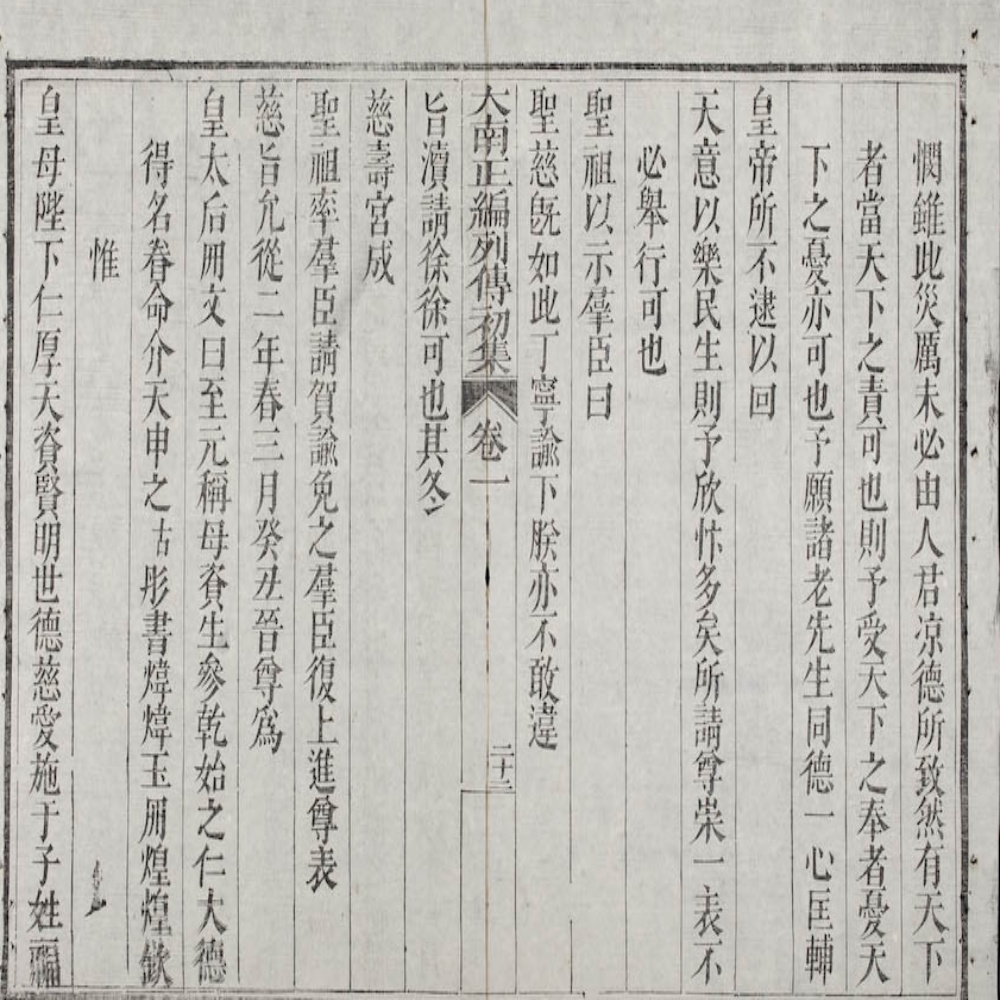 憫雖此災厲未必由人君凉德所致然有天下
者當天下之責可也則予受天下之奉者憂天
下之憂亦可也予願諸老先生同德一心匡輔
皇帝所不逮以回
天意以樂民生則予欣忭多矣所請尊崇一表不
必舉行可也
聖祖以示羣臣曰
聖慈旣如此丁寧諭下朕亦不敢違
大南正編列傳初集 卷一 二十二
旨瀆請徐徐可也其冬
慈壽宮成
聖祖率羣臣請賀諭免之羣臣復上進尊表
慈旨允從二年春三月癸丑晉尊爲
皇太后冊文曰至元稱母資生參乾始之仁大德
得名眷命介天申之古彤書煒煒玉冊煌煌欽
惟
皇母陛下仁厚天資賢明世德慈愛施于子姓